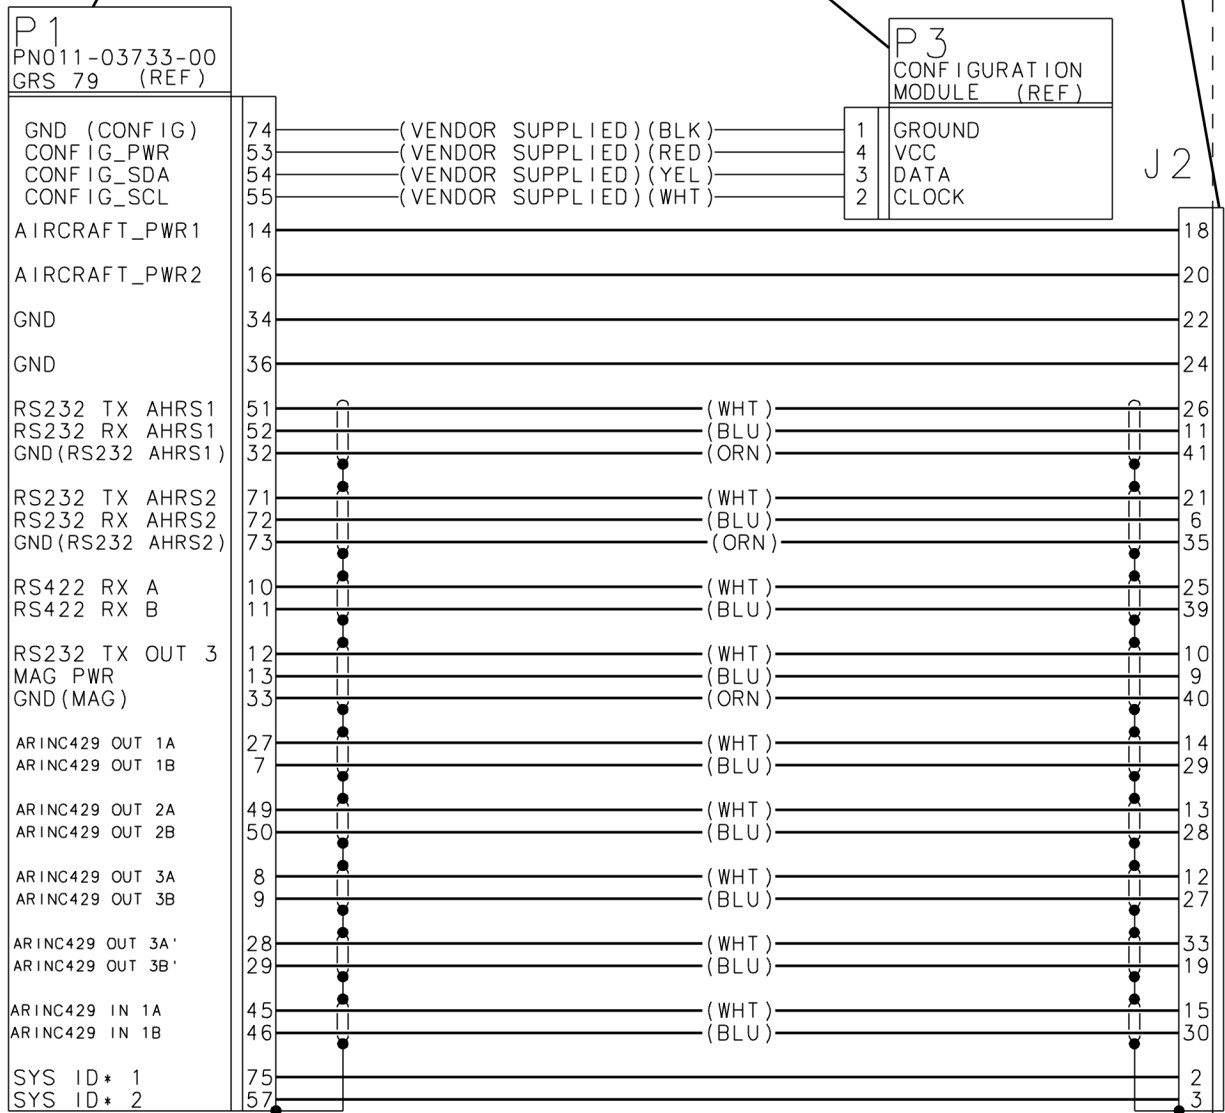 P1
PN011-03733-00
GRS 79 (REF)
P3
CONFIGURATION
MODULE (REF)
J2
GND (CONFIG) 74 (VENDOR SUPPLIED)(BLK) 1 GROUND
CONFIG_PWR 53 (VENDOR SUPPLIED)(RED) 4 VCC
CONFIG_SDA 54 (VENDOR SUPPLIED)(YEL) 3 DATA
CONFIG_SCL 55 (VENDOR SUPPLIED)(WHT) 2 CLOCK
AIRCRAFT_PWR1 14 18
AIRCRAFT_PWR2 16 20
GND 34 22
GND 36 24
RS232 TX AHRS1 51 (WHT) 26
RS232 RX AHRS1 52 (BLU) 11
GND(RS232 AHRS1) 32 (ORN) 41
RS232 TX AHRS2 71 (WHT) 21
RS232 RX AHRS2 72 (BLU) 6
GND(RS232 AHRS2) 73 (ORN) 35
RS422 RX A 10 (WHT) 25
RS422 RX B 11 (BLU) 39
RS232 TX OUT 3 12 (WHT) 10
MAG PWR 13 (BLU) 9
GND(MAG) 33 (ORN) 40
ARINC429 OUT 1A 27 (WHT) 14
ARINC429 OUT 1B 7 (BLU) 29
ARINC429 OUT 2A 49 (WHT) 13
ARINC429 OUT 2B 50 (BLU) 28
ARINC429 OUT 3A 8 (WHT) 12
ARINC429 OUT 3B 9 (BLU) 27
ARINC429 OUT 3A' 28 (WHT) 33
ARINC429 OUT 3B' 29 (BLU) 19
ARINC429 IN 1A 45 (WHT) 15
ARINC429 IN 1B 46 (BLU) 30
SYS ID* 1 75 2
SYS ID* 2 57 3